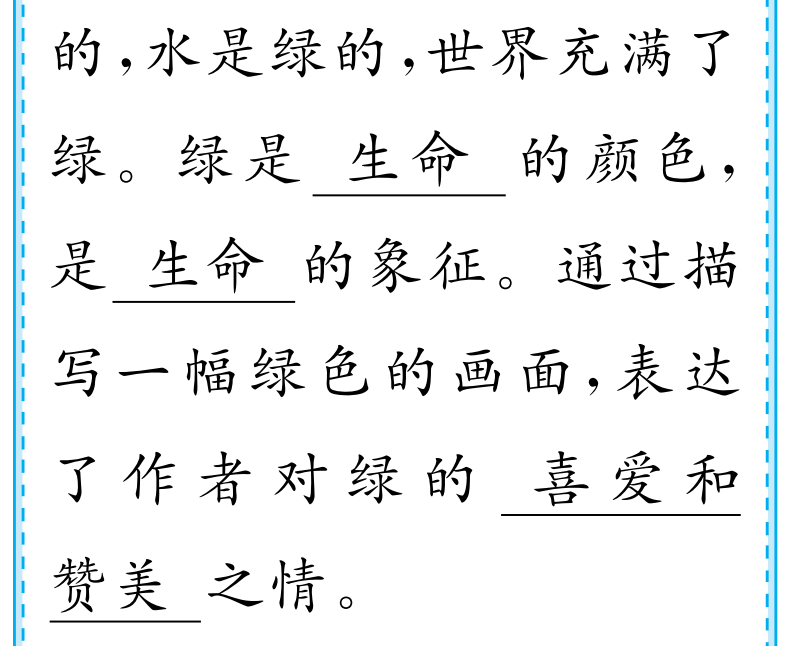 的,水是绿的,世界充满了
绿。绿是 生命 的颜色,
是 生命 的象征。通过描
写一幅绿色的画面,表达
了作者对绿的 喜爱和
赞美 之情。